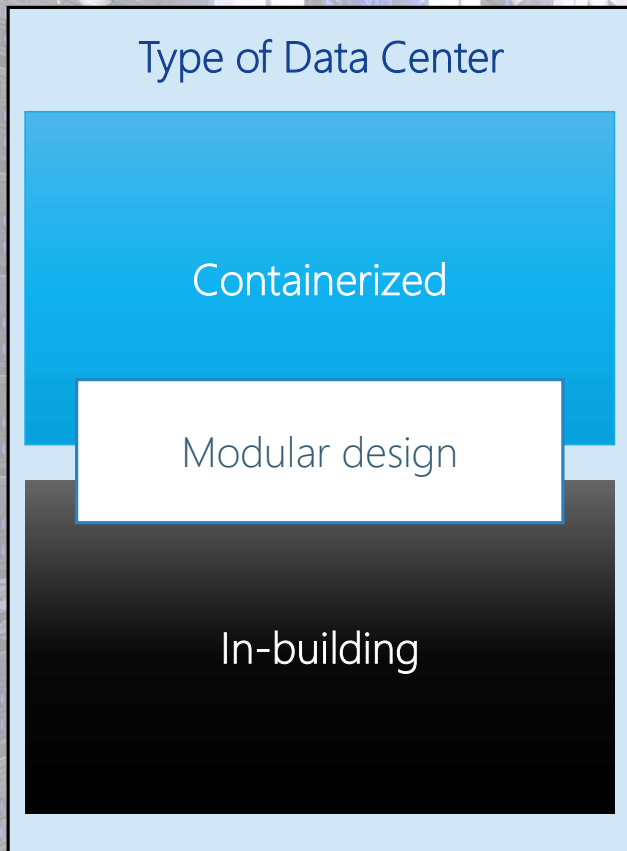 Type of Data Center
Containerized
Modular design
In-building